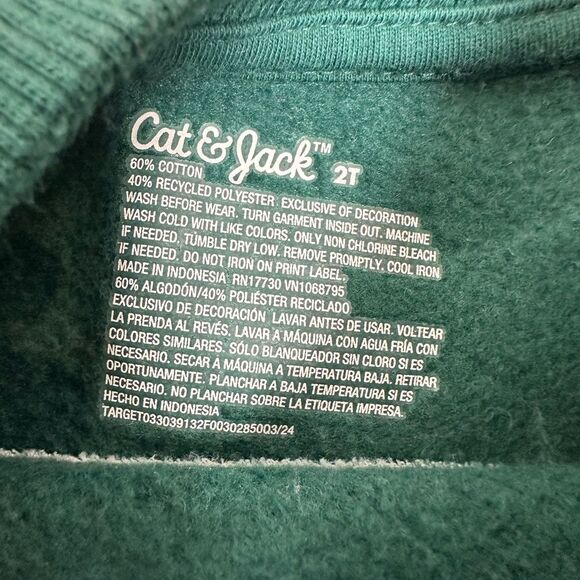 Cat & Jack™ 2T
60% COTTON
40% RECYCLED POLYESTER EXCLUSIVE OF DECORATION
WASH BEFORE WEAR. TURN GARMENT INSIDE OUT. MACHINE
WASH COLD WITH LIKE COLORS. ONLY NON CHLORINE BLEACH
IF NEEDED. TUMBLE DRY LOW. REMOVE PROMPTLY. COOL IRON
IF NEEDED. DO NOT IRON ON PRINT LABEL.
MADE IN INDONESIA RN17730 VN1068795
60% ALGODÓN/40% POLIÉSTER RECICLADO
EXCLUSIVO DE DECORACIÓN LAVAR ANTES DE USAR. VOLTEAR
LA PRENDA AL REVÉS. LAVAR A MÁQUINA CON AGUA FRÍA CON
COLORES SIMILARES. SÓLO BLANQUEADOR SIN CLORO SI ES
NECESARIO. SECAR A MÁQUINA A TEMPERATURA BAJA. RETIRAR
OPORTUNAMENTE. PLANCHAR A BAJA TEMPERATURA SI ES
NECESARIO. NO PLANCHAR SOBRE LA ETIQUETA IMPRESA.
HECHO EN INDONESIA
TARGET033039132F00302850Q3/24